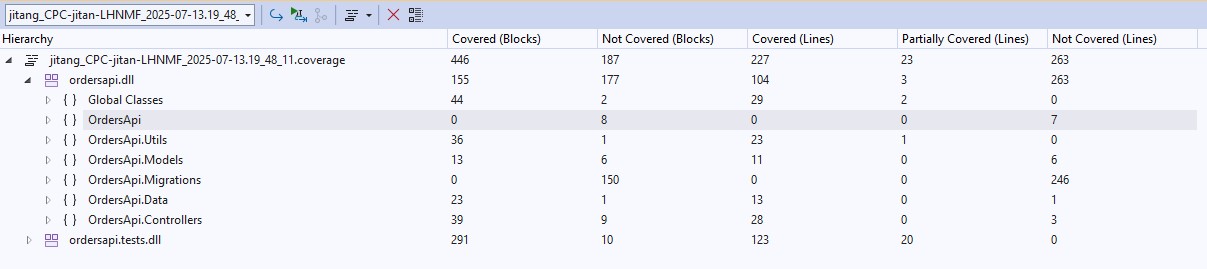 jitang_CPC-jitan-LHNMF_2025-07-13.19_48_
Hierarchy Covered (Blocks) Not Covered (Blocks) Covered (Lines) Partially Covered (Lines) Not Covered (Lines)
jitang_CPC-jitan-LHNMF_2025-07-13.19_48_11.coverage 446 187 227 23 263
ordersapi.dll 155 177 104 3 263
{ } Global Classes 44 2 29 2 0
{ } OrdersApi 0 8 0 0 7
{ } OrdersApi.Utils 36 1 23 1 0
{ } OrdersApi.Models 13 6 11 0 6
{ } OrdersApi.Migrations 0 150 0 0 246
{ } OrdersApi.Data 23 1 13 0 1
{ } OrdersApi.Controllers 39 9 28 0 3
ordersapi.tests.dll 291 10 123 20 0